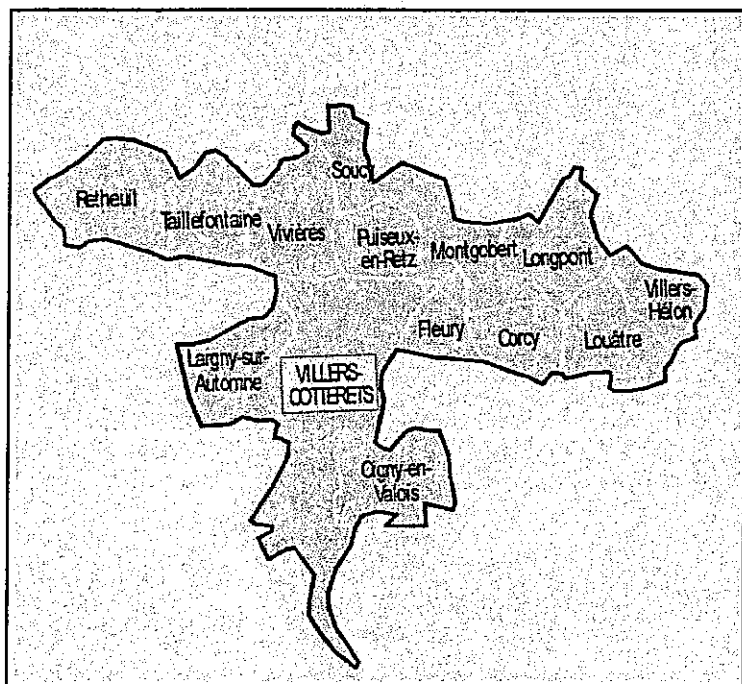 Soucy
Retheuil
Taillefontaine
Vivières
Puiseux-
en-Retz
Montgobert
Longpont
Villers-
Hélon
Fleury
Corcy
Louâtre
Largny-sur-
Automne
VILLERS-
COTTERETS
Oigny-en-
Valois